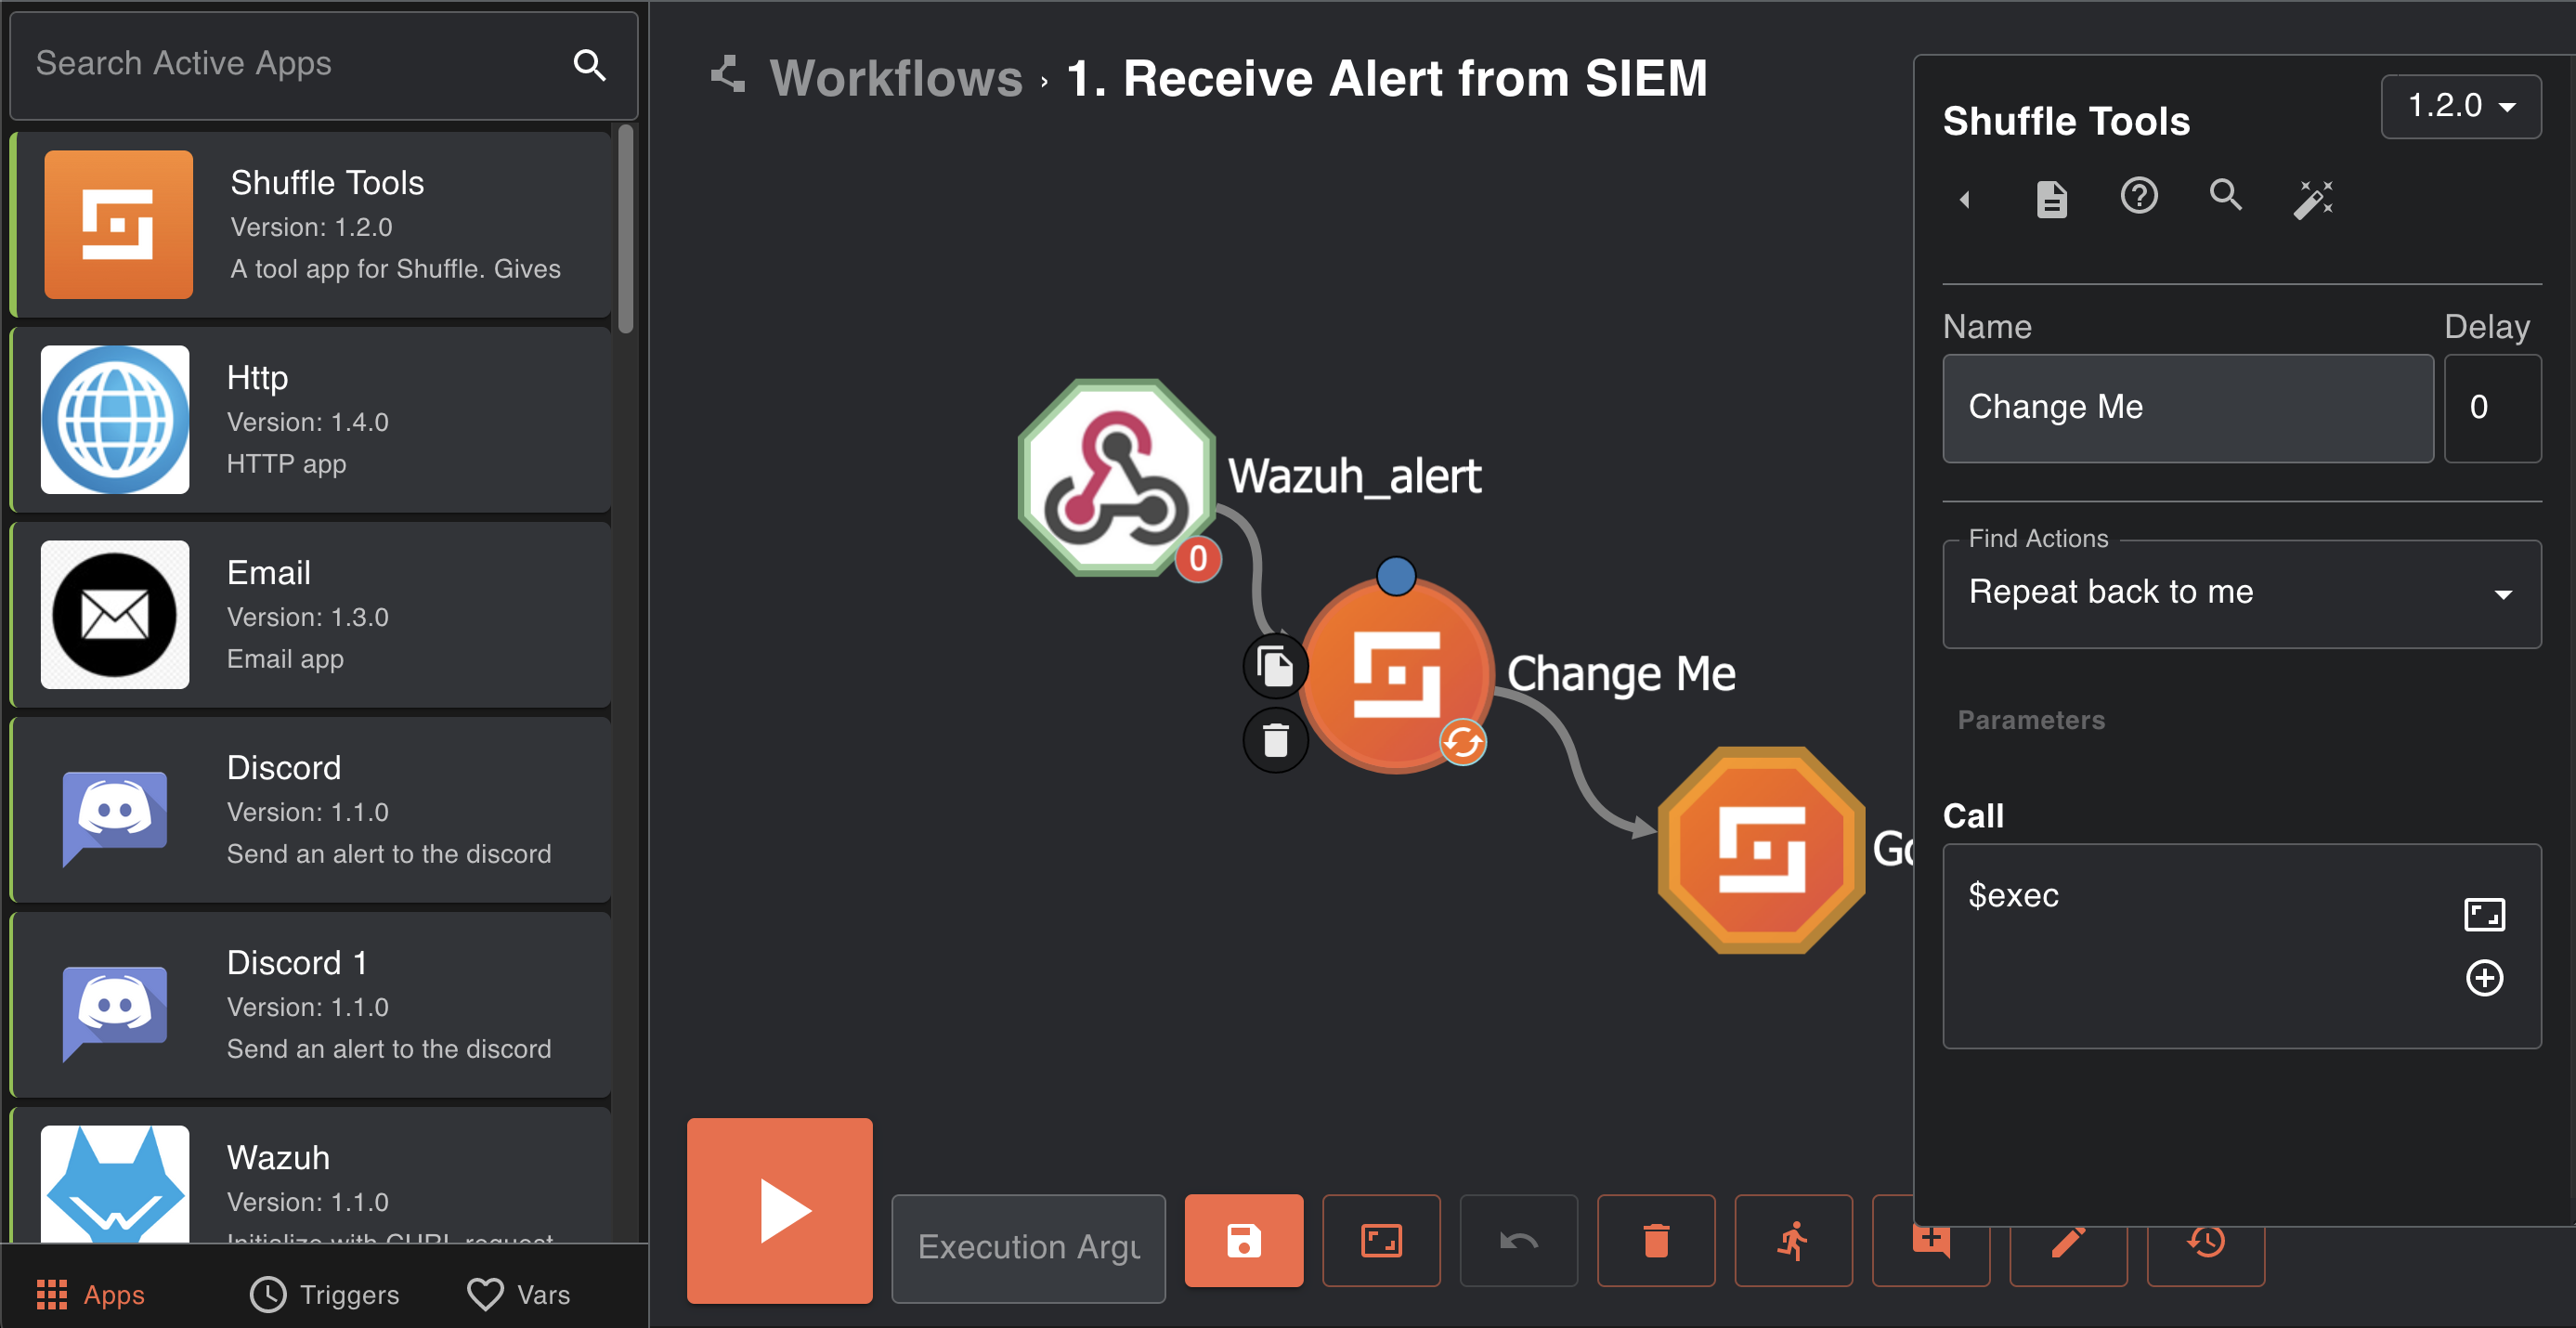 Search Active Apps
Shuffle Tools
Version: 1.2.0
A tool app for Shuffle. Gives
Http
Version: 1.4.0
HTTP app
Email
Version: 1.3.0
Email app
Discord
Version: 1.1.0
Send an alert to the discord
Discord 1
Version: 1.1.0
Send an alert to the discord
Wazuh
Version: 1.1.0
Initialize with CURL request
Apps
Triggers
Vars
Workflows › 1. Receive Alert from SIEM
Wazuh_alert
0
Change Me
Execution Argu
Shuffle Tools
1.2.0
Name
Delay
Change Me
0
Find Actions
Repeat back to me
Parameters
Call
$exec